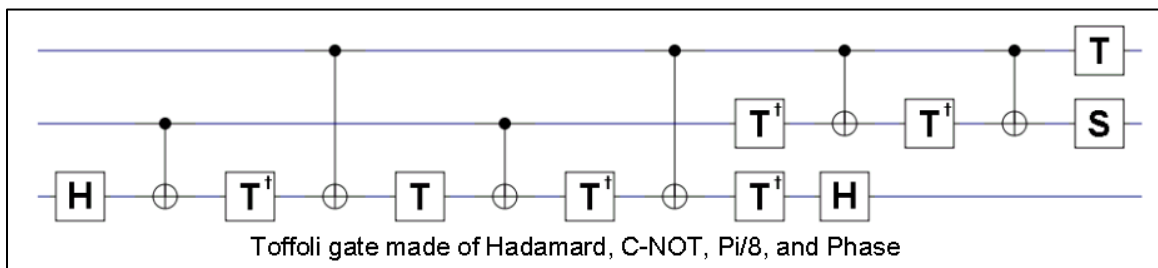 T
T† T† S
H T† T T† T† H
Toffoli gate made of Hadamard, C-NOT, Pi/8, and Phase